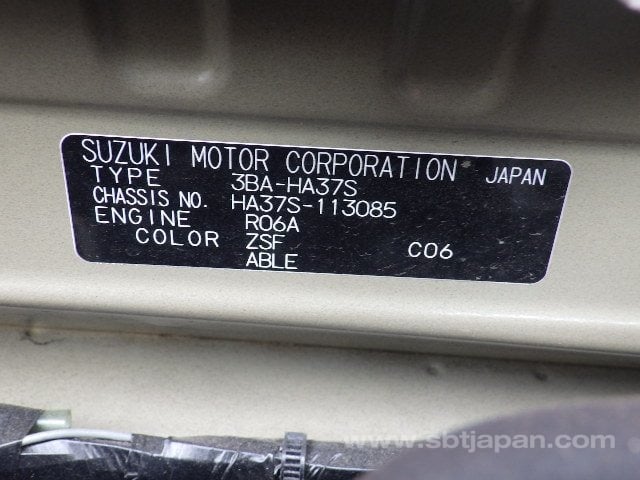 SUZUKI MOTOR CORPORATION JAPAN
TYPE 3BA-HA37S
CHASSIS NO. HA37S-113085
ENGINE R06A
COLOR ZSF C06
ABLE
www.sbtjapan.com